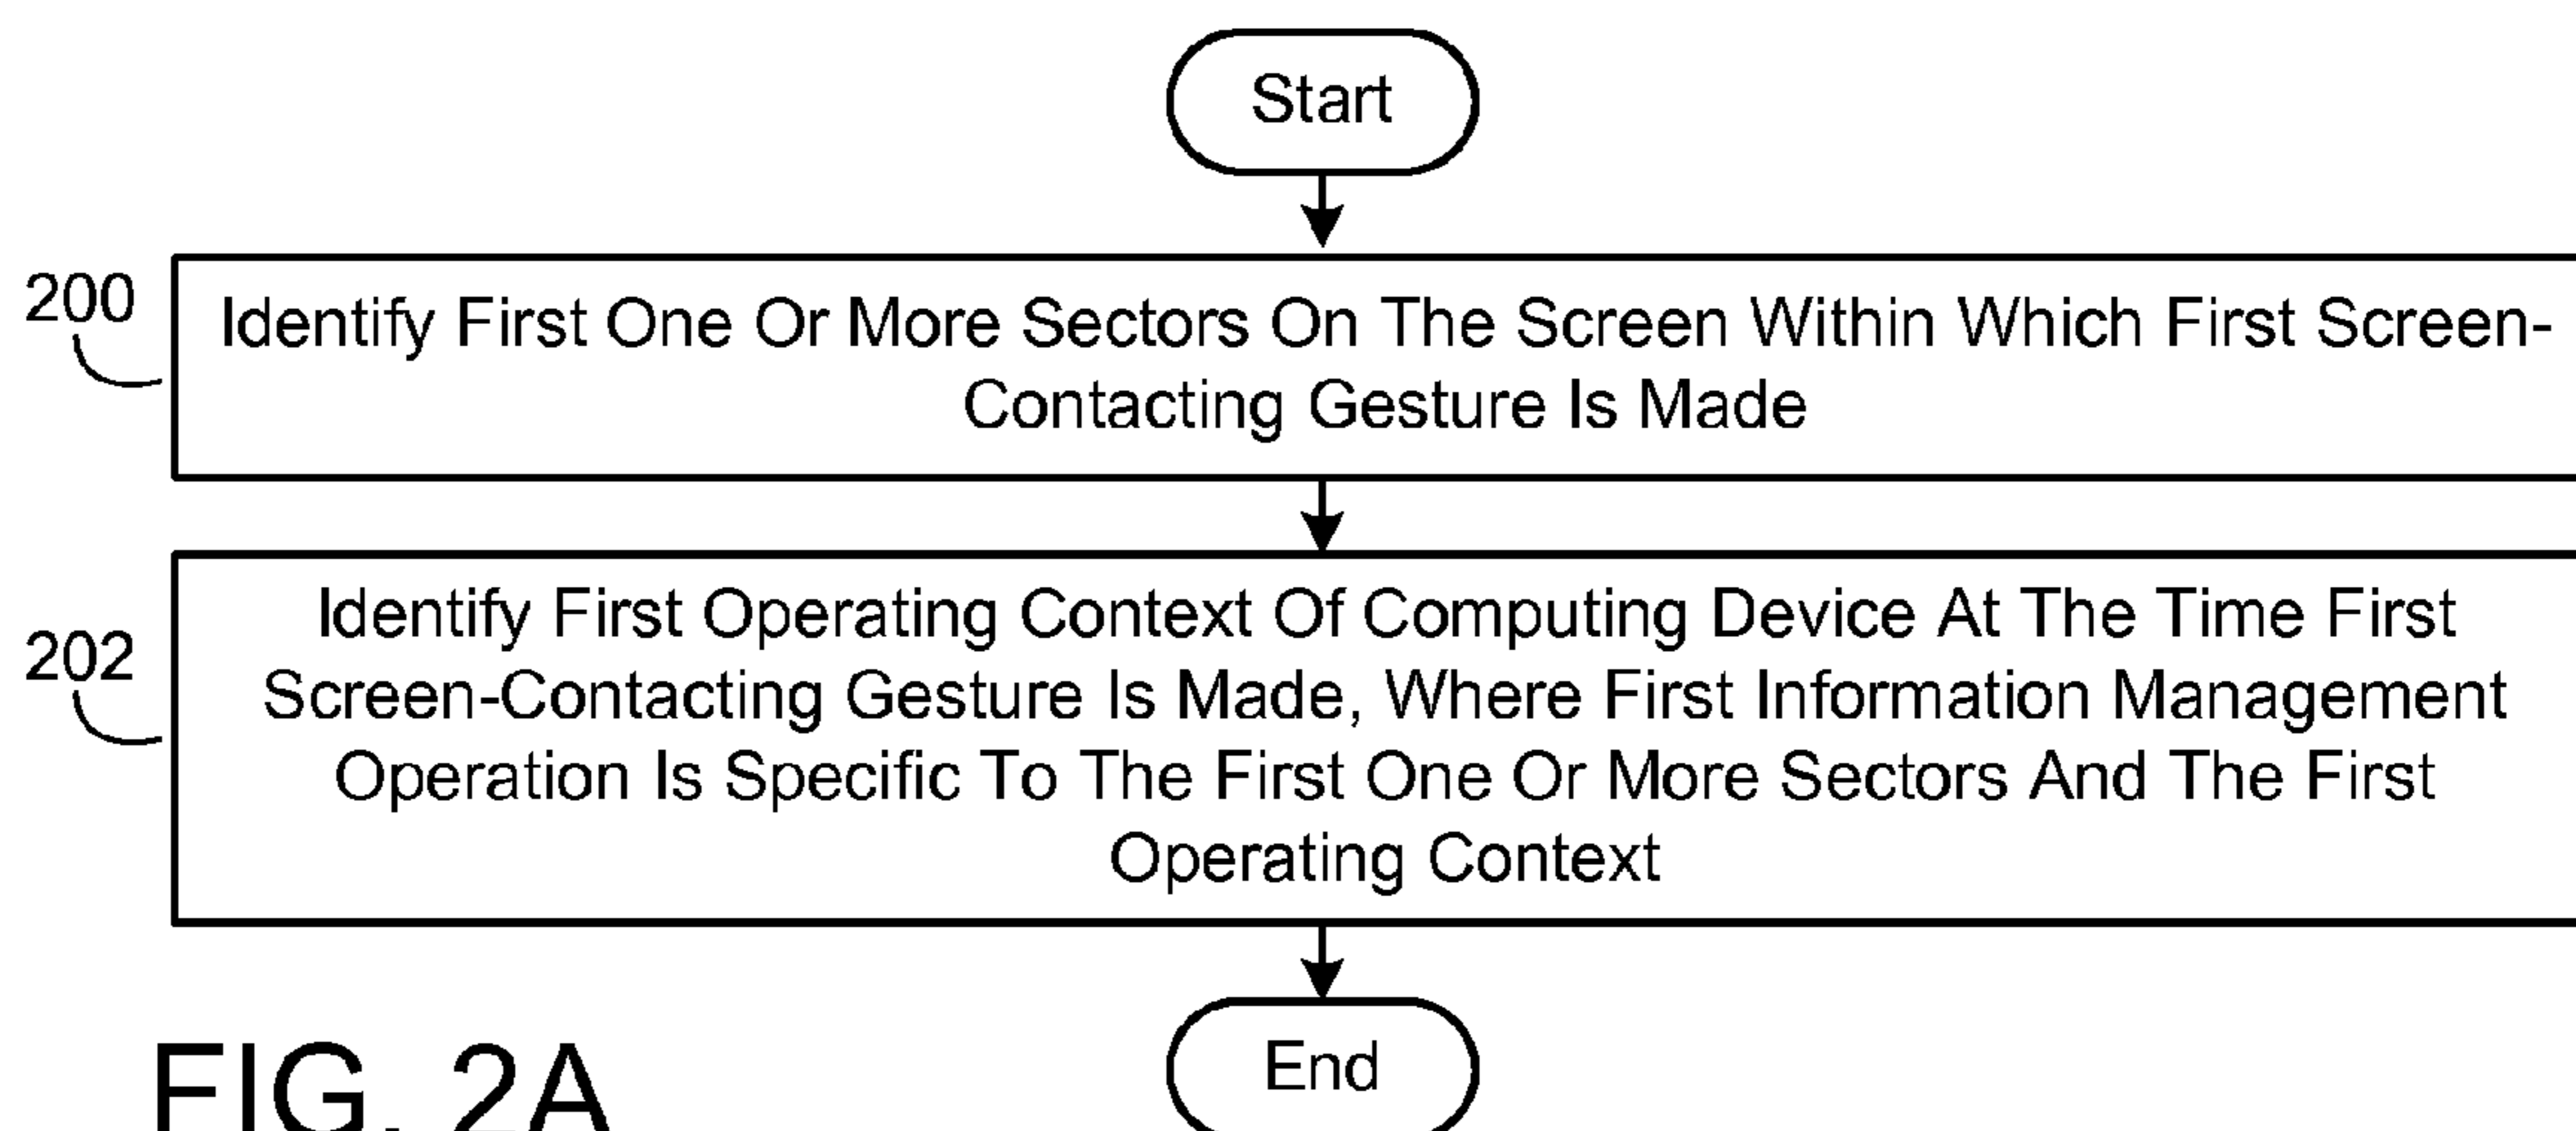 Start
200
Identify First One Or More Sectors On The Screen Within Which First Screen-
Contacting Gesture Is Made
202
Identify First Operating Context Of Computing Device At The Time First
Screen-Contacting Gesture Is Made, Where First Information Management
Operation Is Specific To The First One Or More Sectors And The First
Operating Context
End
FIG. 2A